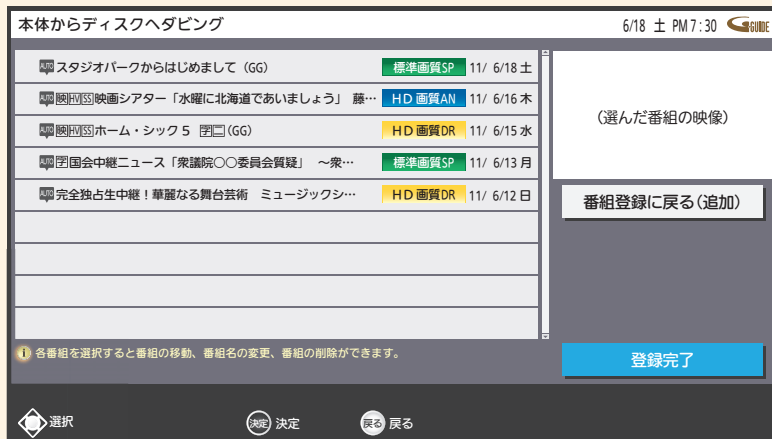 本体からディスクへダビング 6/18 土 PM 7:30 GGUIDE
AUTO スタジオパークからはじめまして (GG) 標準画質SP 11/ 6/18 土
AUTO 映 HV SS 映画シアター「水曜に北海道であいましょう」 藤… HD 画質AN 11/ 6/16 木
AUTO 映 HV SS ホーム・シック 5 字 二 (GG) HD 画質DR 11/ 6/15 水
AUTO 字 国会中継ニュース「衆議院○○委員会質疑」 ～衆… 標準画質SP 11/ 6/13 月
AUTO 完全独占生中継！華麗なる舞台芸術 ミュージックシ… HD 画質DR 11/ 6/12 日
(選んだ番組の映像)
番組登録に戻る(追加)
i 各番組を選択すると番組の移動、番組名の変更、番組の削除ができます。
登録完了
選択 決定 決定 戻る 戻る